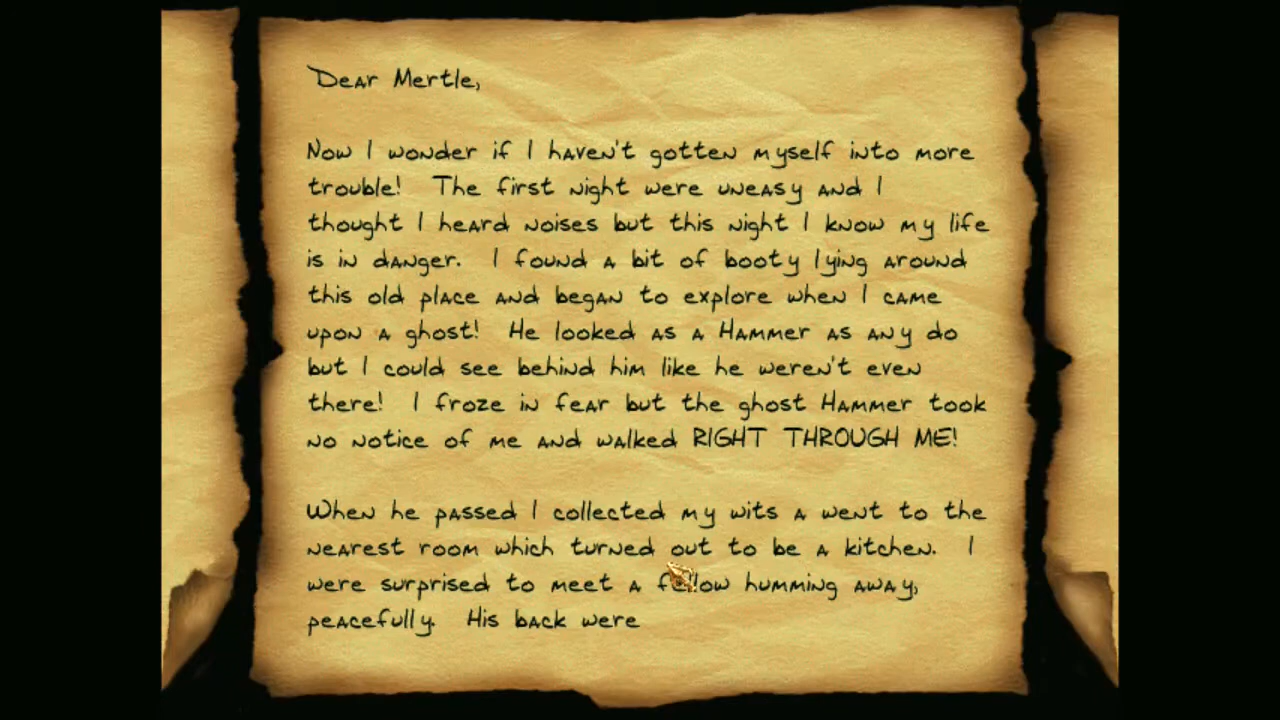 Dear Mertle,
Now I wonder if I haven't gotten myself into more
trouble! The first night were uneasy and I
thought I heard noises but this night I know my life
is in danger. I found a bit of booty lying around
this old place and began to explore when I came
upon a ghost! He looked as a Hammer as any do
but I could see behind him like he weren't even
there! I froze in fear but the ghost Hammer took
no notice of me and walked RIGHT THROUGH ME!
When he passed I collected my wits a went to the
nearest room which turned out to be a kitchen. I
were surprised to meet a fellow humming away,
peacefully. His back were